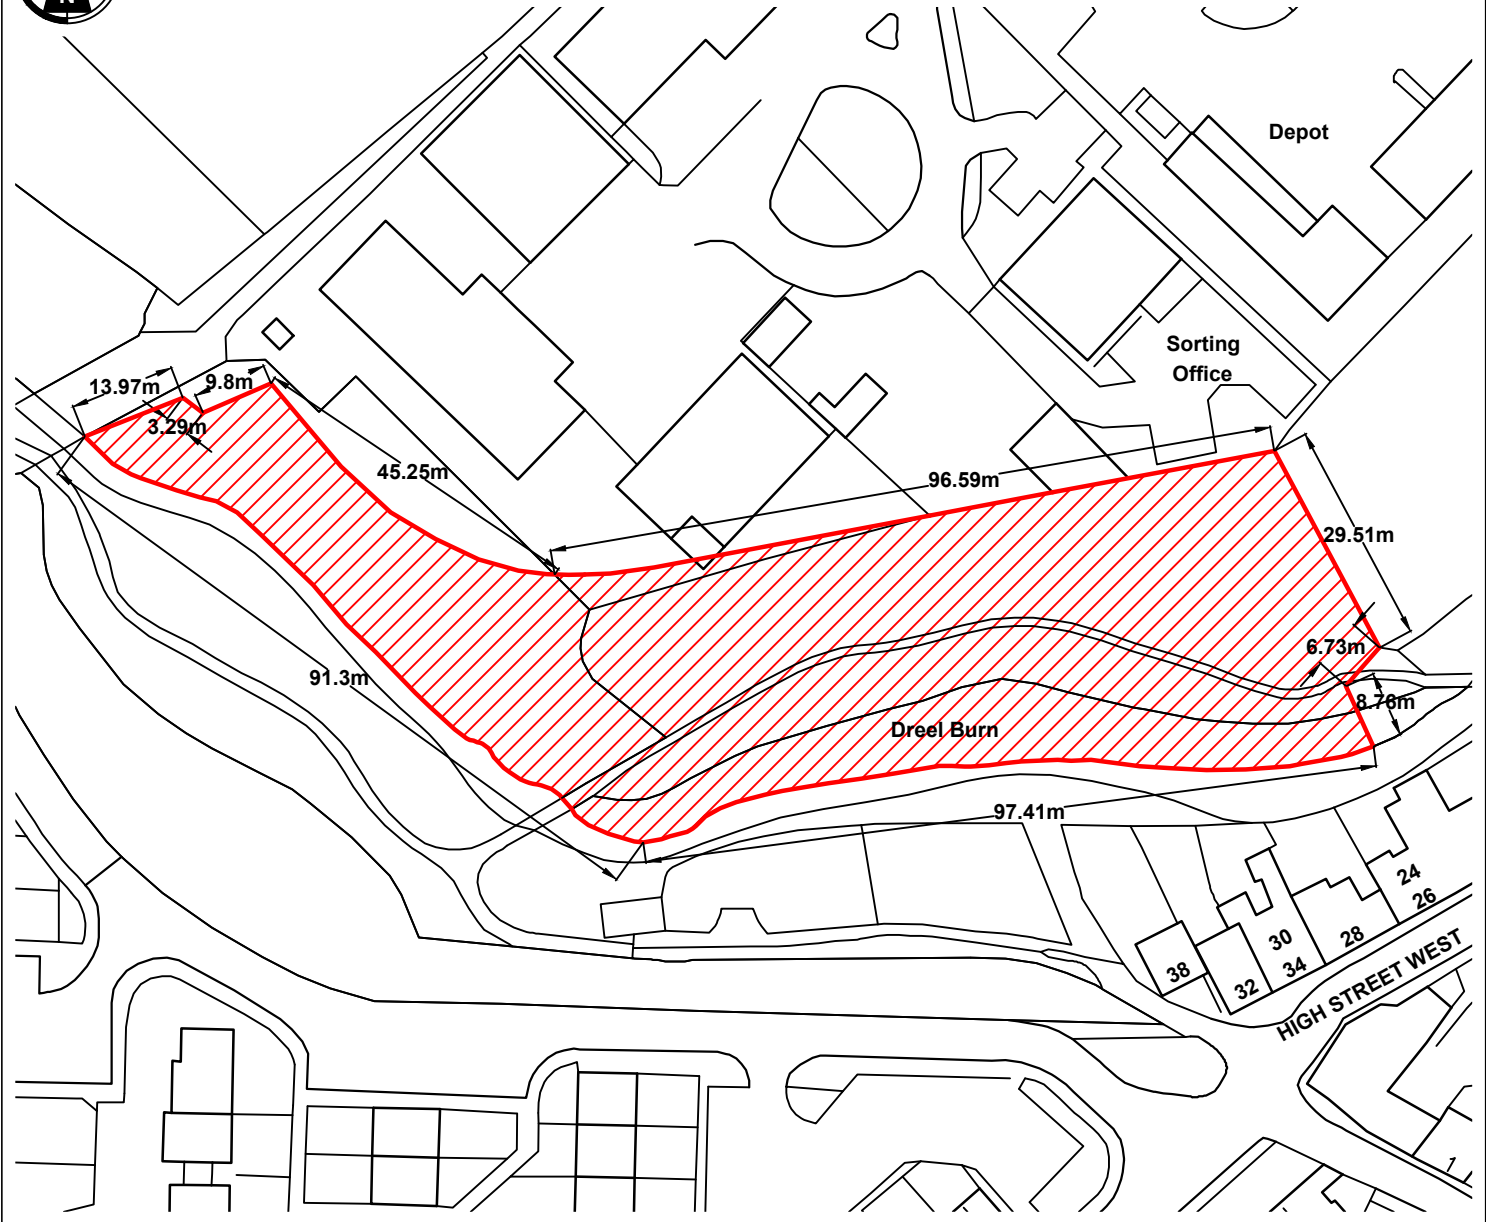 N
Depot
Sorting
Office
13.97m
9.8m
3.29m
45.25m
96.59m
29.51m
6.73m
8.76m
91.3m
Dreel Burn
97.41m
24
26
28
30
34
38
32
HIGH STREET WEST
1